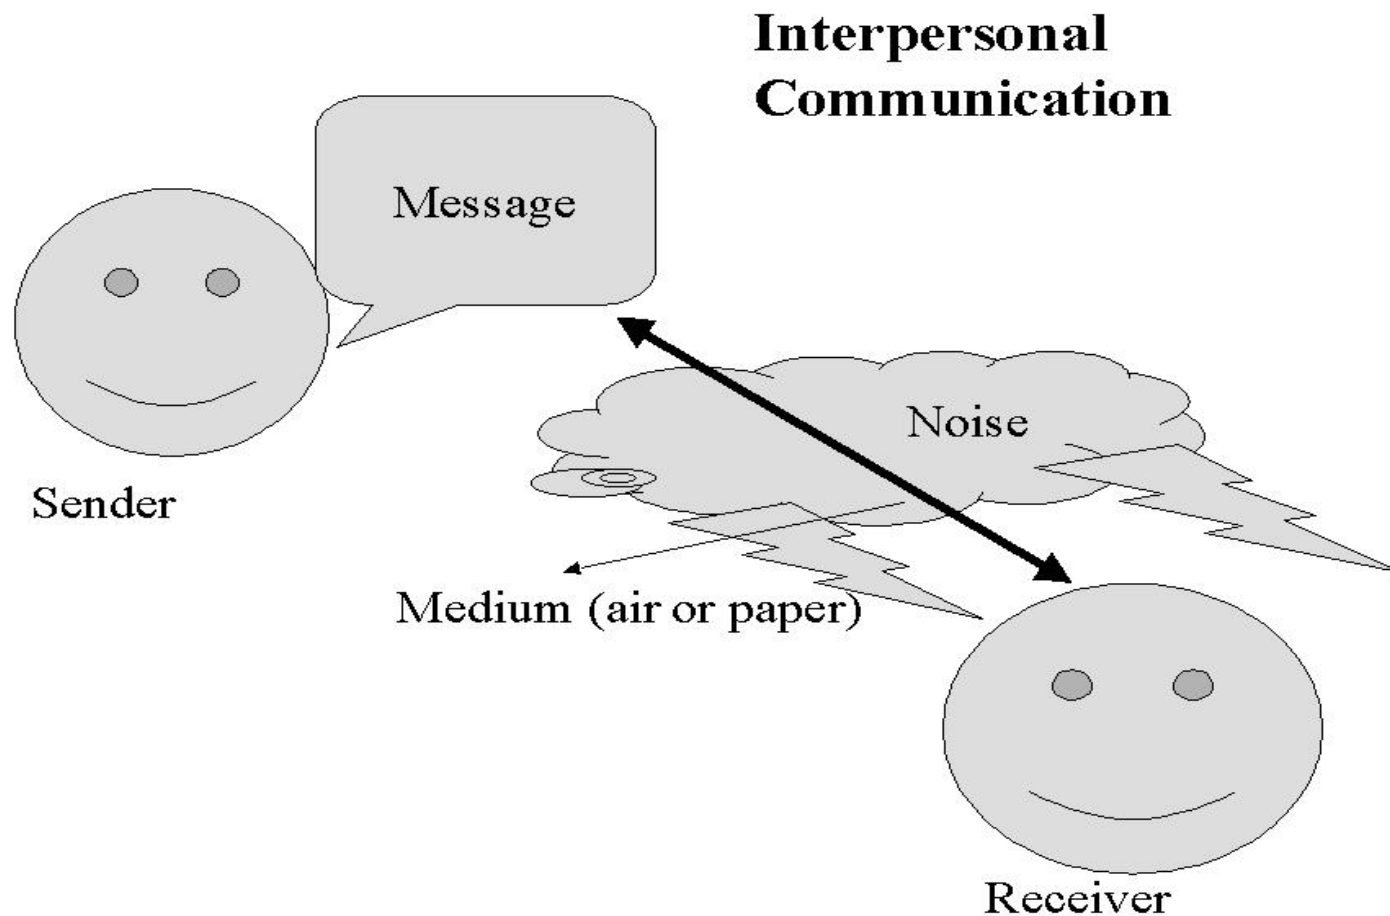 Interpersonal
Communication
Message
Noise
Sender
Medium (air or paper)
Receiver